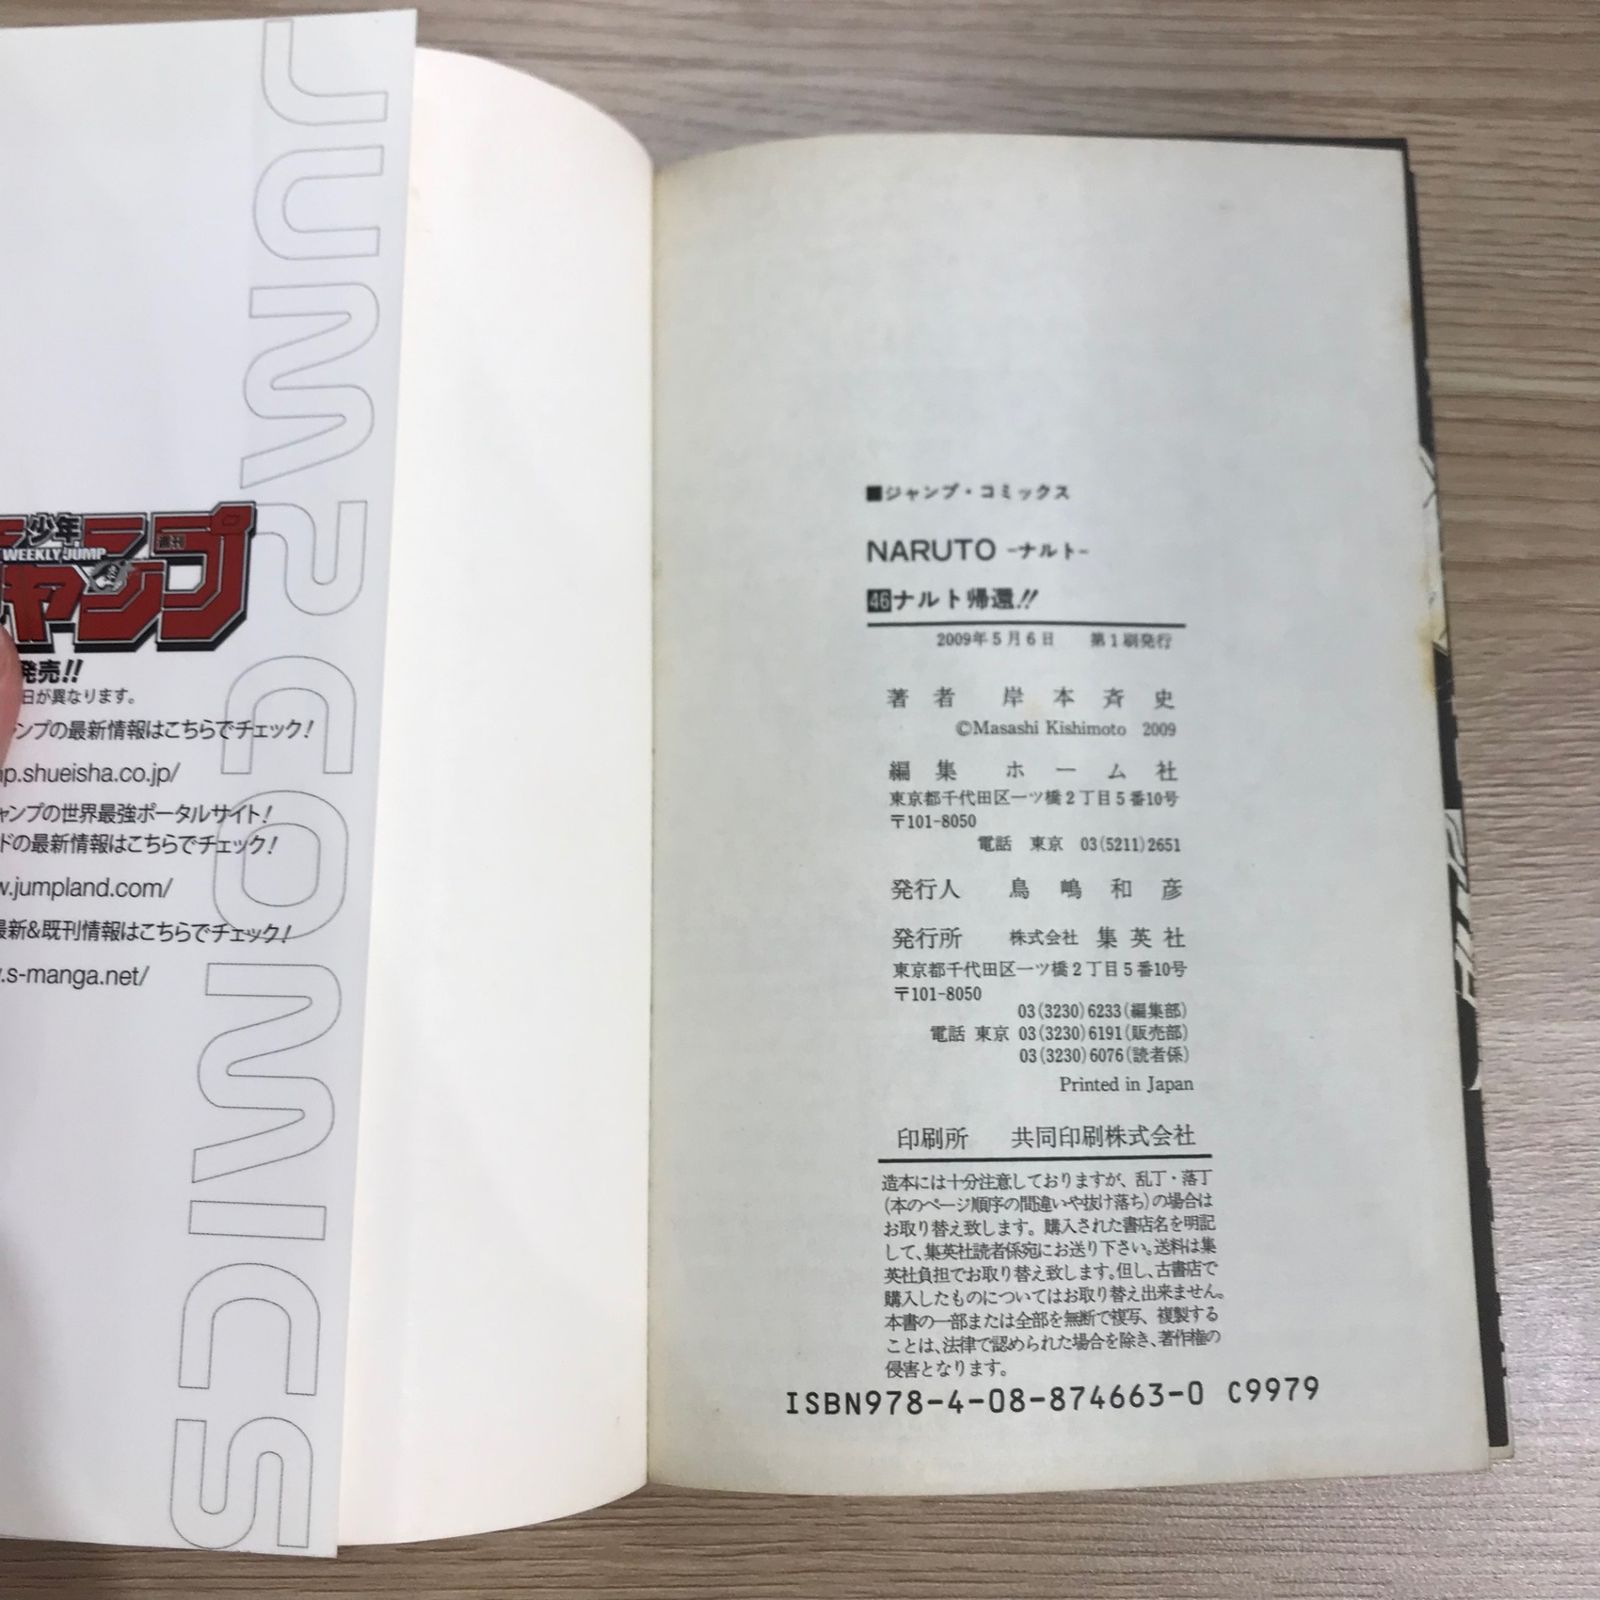 JUMP COMICS
少年
WEEKLY JUMP
週刊
ャンプ
発売!!
日が異なります。
ャンプの最新情報はこちらでチェック!
mp.shueisha.co.jp/
ャンプの世界最強ポータルサイト!
ドの最新情報はこちらでチェック!
w.jumpland.com/
最新&既刊情報はこちらでチェック!
w.s-manga.net/
■ジャンプ・コミックス
NARUTO -ナルト-
46ナルト帰還!!
2009年5月6日 第1刷発行
著者 岸本斉史
©Masashi Kishimoto 2009
編集 ホーム社
東京都千代田区一ツ橋2丁目5番10号
〒101-8050
電話 東京 03(5211)2651
発行人 鳥嶋和彦
発行所 株式会社 集英社
東京都千代田区一ツ橋2丁目5番10号
〒101-8050
03(3230)6233(編集部)
電話 東京 03(3230)6191(販売部)
03(3230)6076(読者係)
Printed in Japan
印刷所 共同印刷株式会社
造本には十分注意しておりますが、乱丁・落丁
(本のページ順序の間違いや抜け落ち)の場合は
お取り替え致します。購入された書店名を明記
して、集英社読者係宛にお送り下さい。送料は集
英社負担でお取り替え致します。但し、古書店で
購入したものについてはお取り替え出来ません。
本書の一部または全部を無断で複写、複製する
ことは、法律で認められた場合を除き、著作権の
侵害となります。
ISBN978-4-08-874663-0 C9979